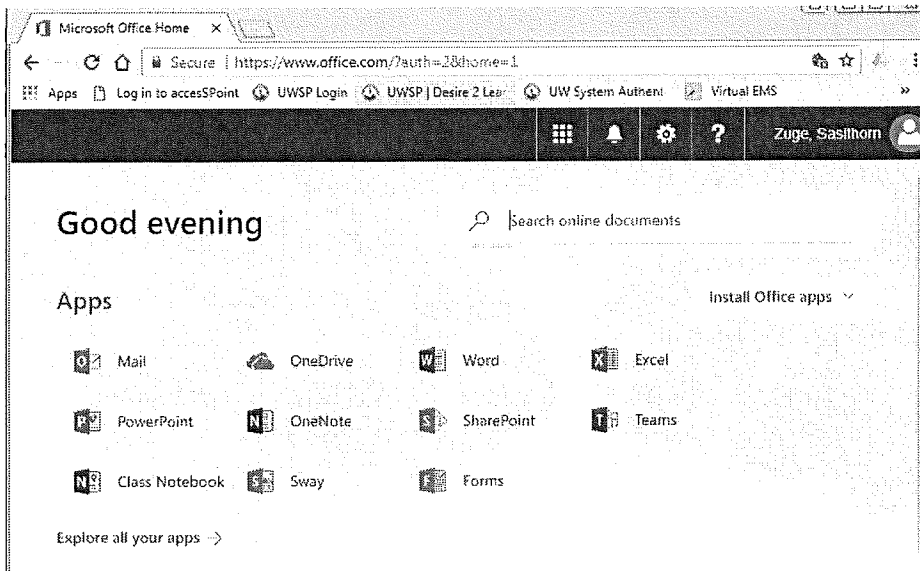 Microsoft Office Home
Secure | https://www.office.com/?auth=2&home=1
Apps Log in to accesSPoint UWSP Login UWSP | Desire 2 Lear UW System Authent Virtual EMS »
? Zuge, Sasithorn
Good evening
Search online documents
Apps
Install Office apps
Mail OneDrive Word Excel
PowerPoint OneNote SharePoint Teams
Class Notebook Sway Forms
Explore all your apps →